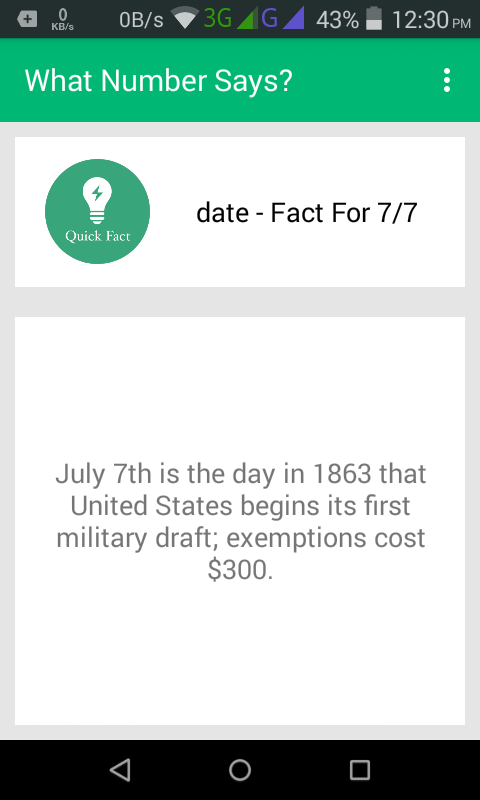 0
KB/s
0B/s 3G G 43% 12:30 PM
What Number Says?
Quick Fact
date - Fact For 7/7
July 7th is the day in 1863 that
United States begins its first
military draft; exemptions cost
$300.